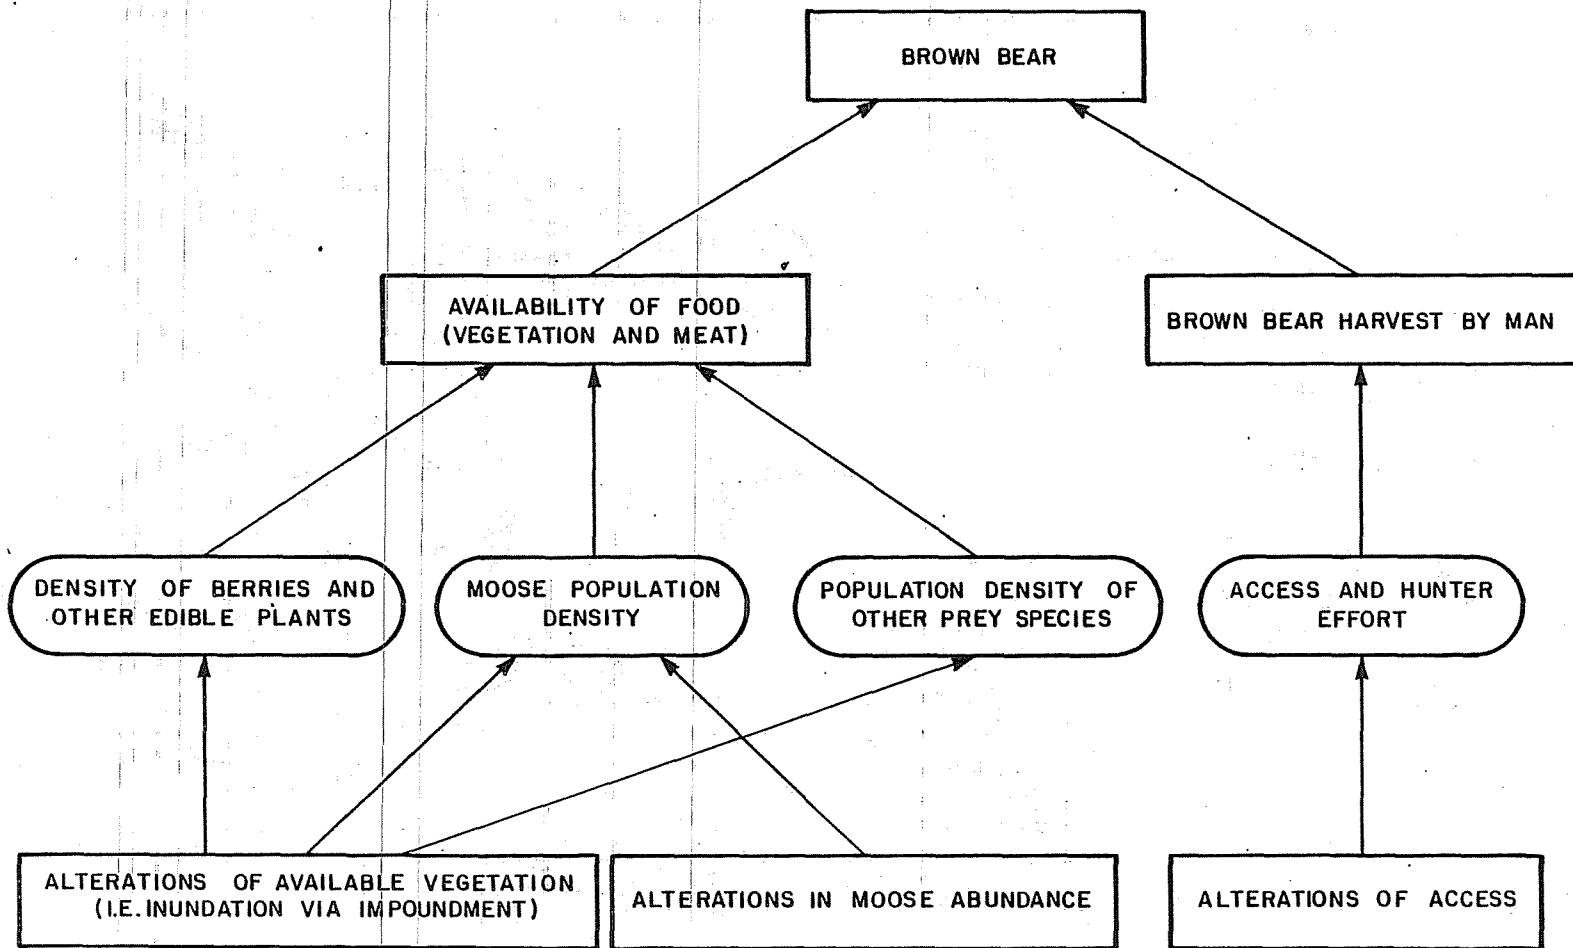 BROWN BEAR
AVAILABILITY OF FOOD
(VEGETATION AND MEAT)
BROWN BEAR HARVEST BY MAN
DENSITY OF BERRIES AND
OTHER EDIBLE PLANTS
MOOSE POPULATION
DENSITY
POPULATION DENSITY OF
OTHER PREY SPECIES
ACCESS AND HUNTER
EFFORT
ALTERATIONS OF AVAILABLE VEGETATION
(I.E. INUNDATION VIA IMPOUNDMENT)
ALTERATIONS IN MOOSE ABUNDANCE
ALTERATIONS OF ACCESS